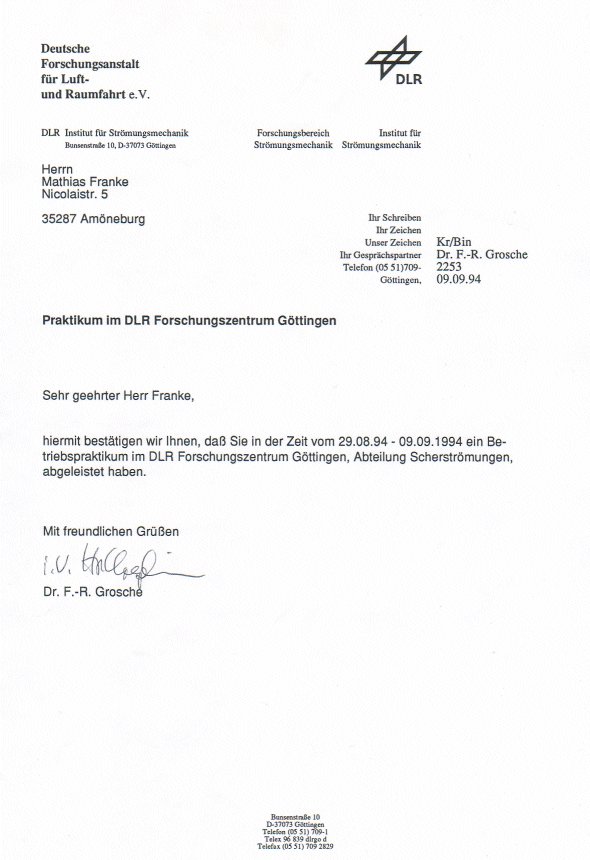 Deutsche
Forschungsanstalt
für Luft-
und Raumfahrt e.V.
DLR
DLR Institut für Strömungsmechanik
Bunsenstraße 10, D-37073 Göttingen
Forschungsbereich
Strömungsmechanik
Institut für
Strömungsmechanik
Herrn
Mathias Franke
Nicolaistr. 5
35287 Amöneburg
Ihr Schreiben
Ihr Zeichen
Unser Zeichen Kr/Bin
Ihr Gesprächspartner Dr. F.-R. Grosche
Telefon (05 51)709- 2253
Göttingen, 09.09.94
Praktikum im DLR Forschungszentrum Göttingen
Sehr geehrter Herr Franke,
hiermit bestätigen wir Ihnen, daß Sie in der Zeit vom 29.08.94 - 09.09.1994 ein Be-
triebspraktikum im DLR Forschungszentrum Göttingen, Abteilung Scherströmungen,
abgeleistet haben.
Mit freundlichen Grüßen
i.V.
Dr. F.-R. Grosche
Bunsenstraße 10
D-37073 Göttingen
Telefon (05 51) 709-1
Telex 96 839 dlrgo d
Telefax (05 51) 709 2829